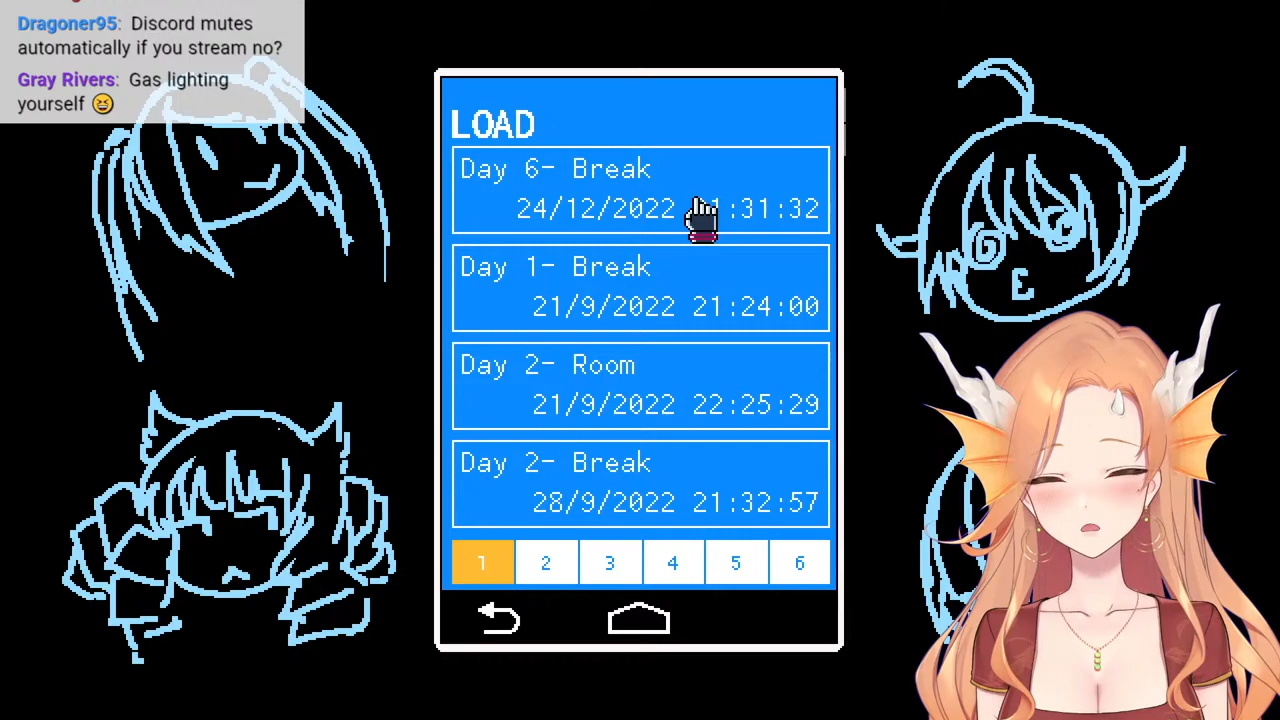 Dragoner95: Discord mutes
automatically if you stream no?
Gray Rivers: Gas lighting
yourself 😆
LOAD
Day 6- Break
24/12/2022 :31:32
Day 1- Break
21/9/2022 21:24:00
Day 2- Room
21/9/2022 22:25:29
Day 2- Break
28/9/2022 21:32:57
1 2 3 4 5 6